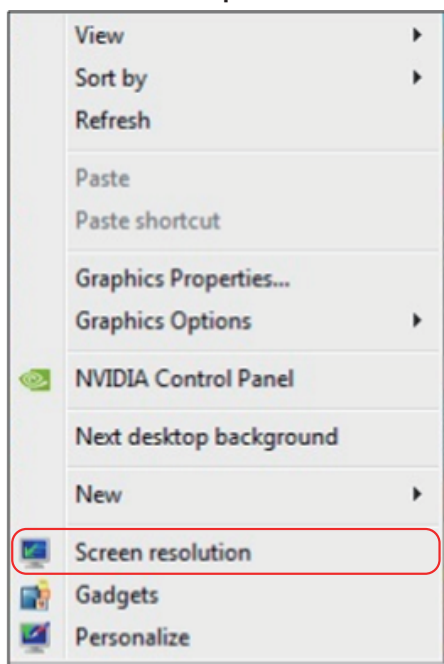 View
Sort by
Refresh
Paste
Paste shortcut
Graphics Properties...
Graphics Options
NVIDIA Control Panel
Next desktop background
New
Screen resolution
Gadgets
Personalize